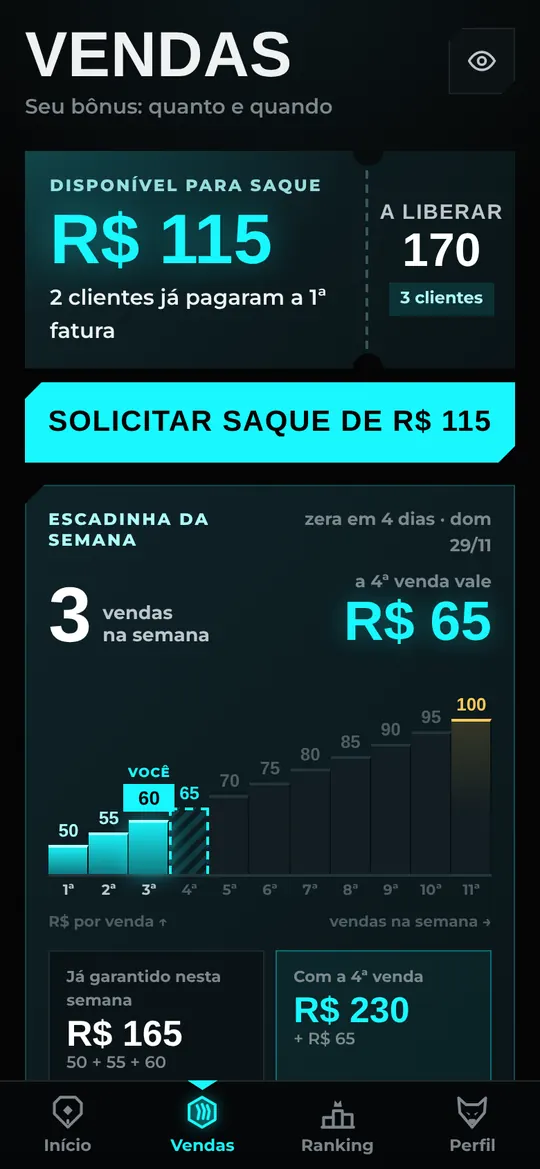 VENDAS
Seu bônus: quanto e quando
DISPONÍVEL PARA SAQUE
R$ 115
2 clientes já pagaram a 1ª
fatura
A LIBERAR
170
3 clientes
SOLICITAR SAQUE DE R$ 115
ESCADINHA DA
SEMANA
zera em 4 dias · dom
29/11
3 vendas
na semana
a 4ª venda vale
R$ 65
VOCÊ
50 55 60 65 70 75 80 85 90 95 100
1ª 2ª 3ª 4ª 5ª 6ª 7ª 8ª 9ª 10ª 11ª
R$ por venda ↑
vendas na semana →
Já garantido nesta
semana
R$ 165
50 + 55 + 60
Com a 4ª venda
R$ 230
+ R$ 65
Início
Vendas
Ranking
Perfil